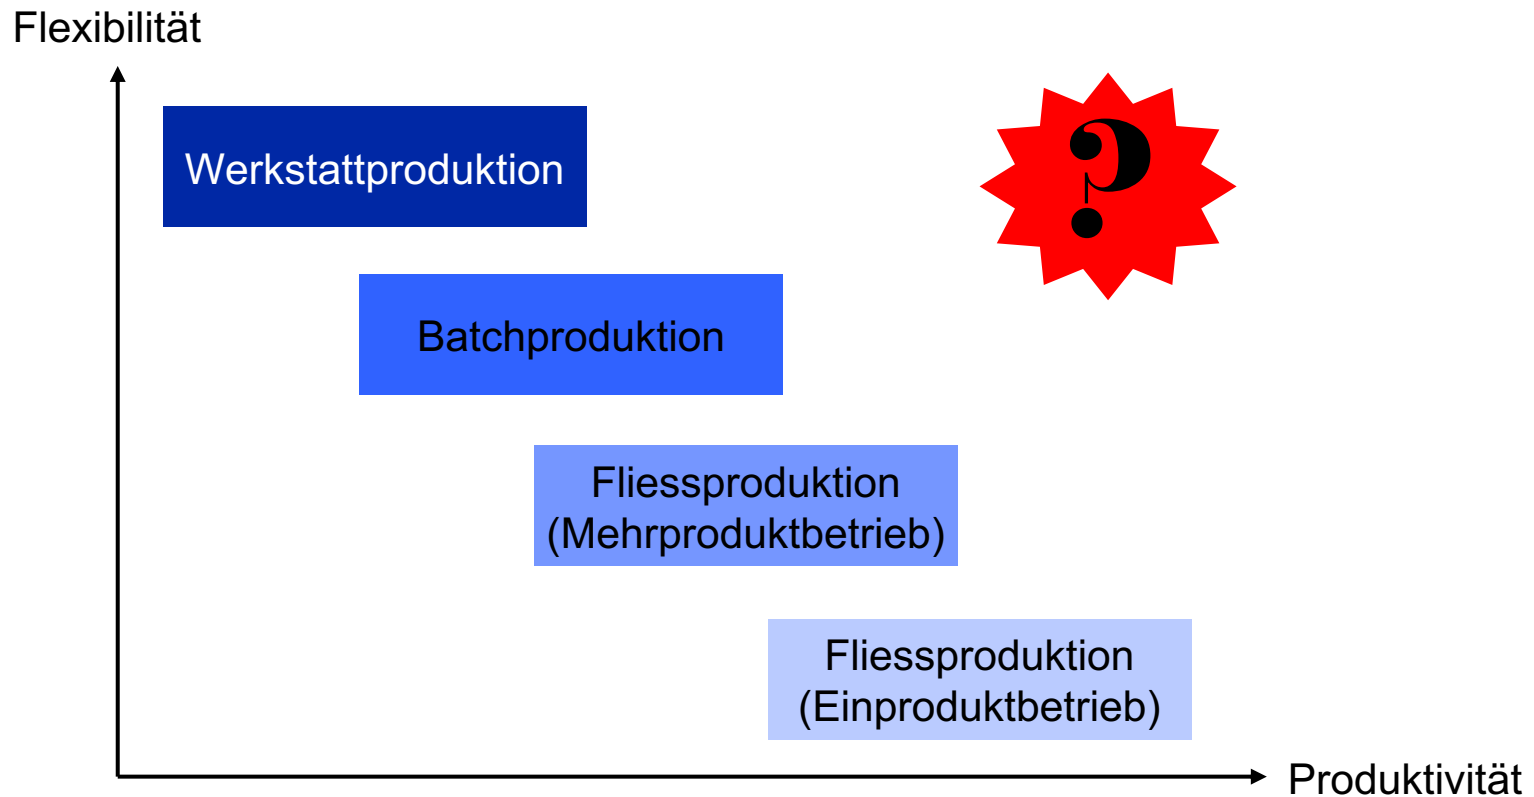 Flexibilität
Werkstattproduktion
?
Batchproduktion
Fliessproduktion
(Mehrproduktbetrieb)
Fliessproduktion
(Einproduktbetrieb)
Produktivität